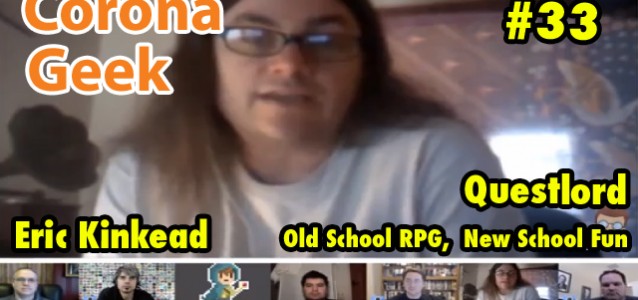 Corona
Geek
#33
Questlord
Eric Kinkead
Old School RPG, New School Fun